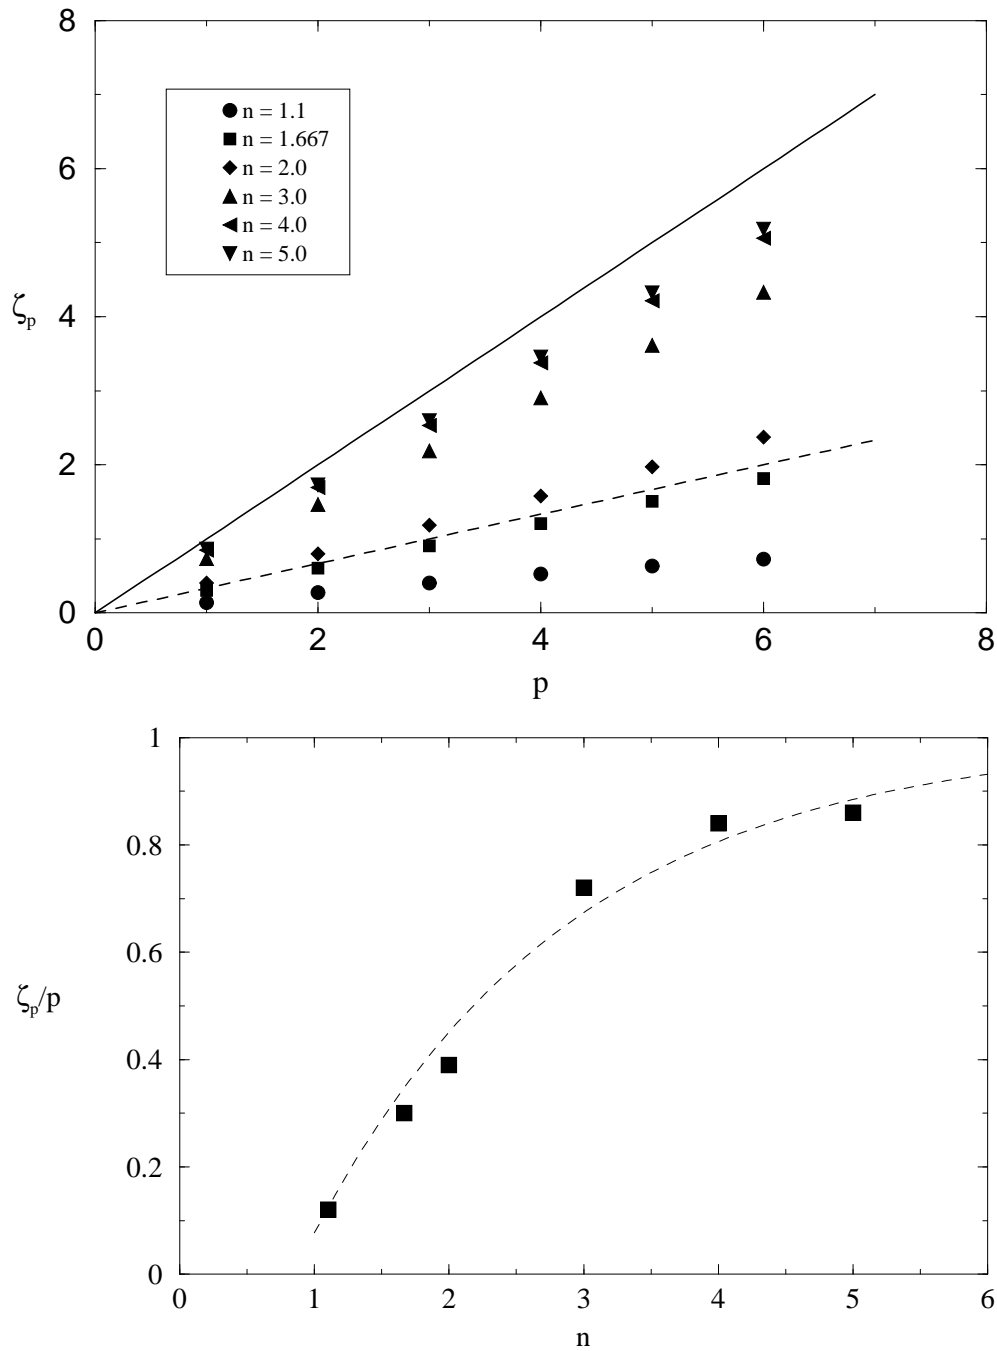 8
n = 1.1
n = 1.667
n = 2.0
6
n = 3.0
n = 4.0
n = 5.0
ζp
4
2
0
0 2 4 6 8
p
1
0.8
0.6
ζp/p
0.4
0.2
0
0 1 2 3 4 5 6
n